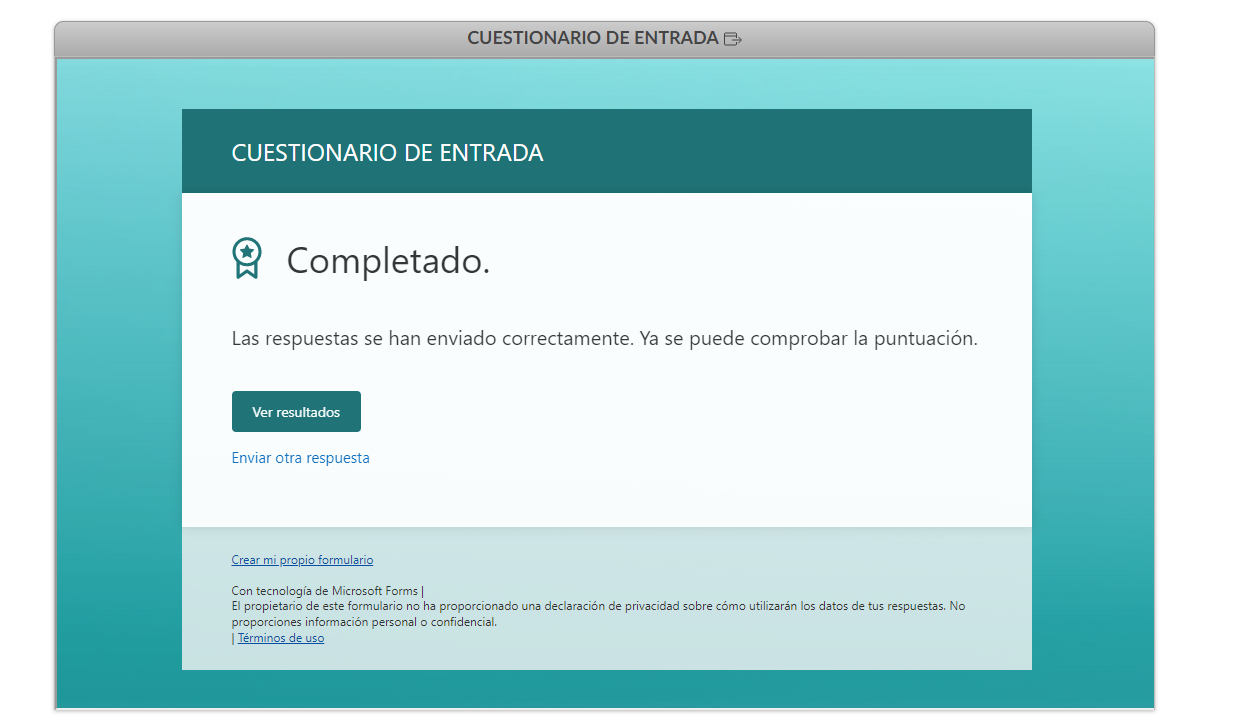 CUESTIONARIO DE ENTRADA
CUESTIONARIO DE ENTRADA
Completado.
Las respuestas se han enviado correctamente. Ya se puede comprobar la puntuación.
Ver resultados
Enviar otra respuesta
Crear mi propio formulario
Con tecnología de Microsoft Forms |
El propietario de este formulario no ha proporcionado una declaración de privacidad sobre cómo utilizarán los datos de tus respuestas. No
proporciones información personal o confidencial.
| Términos de uso